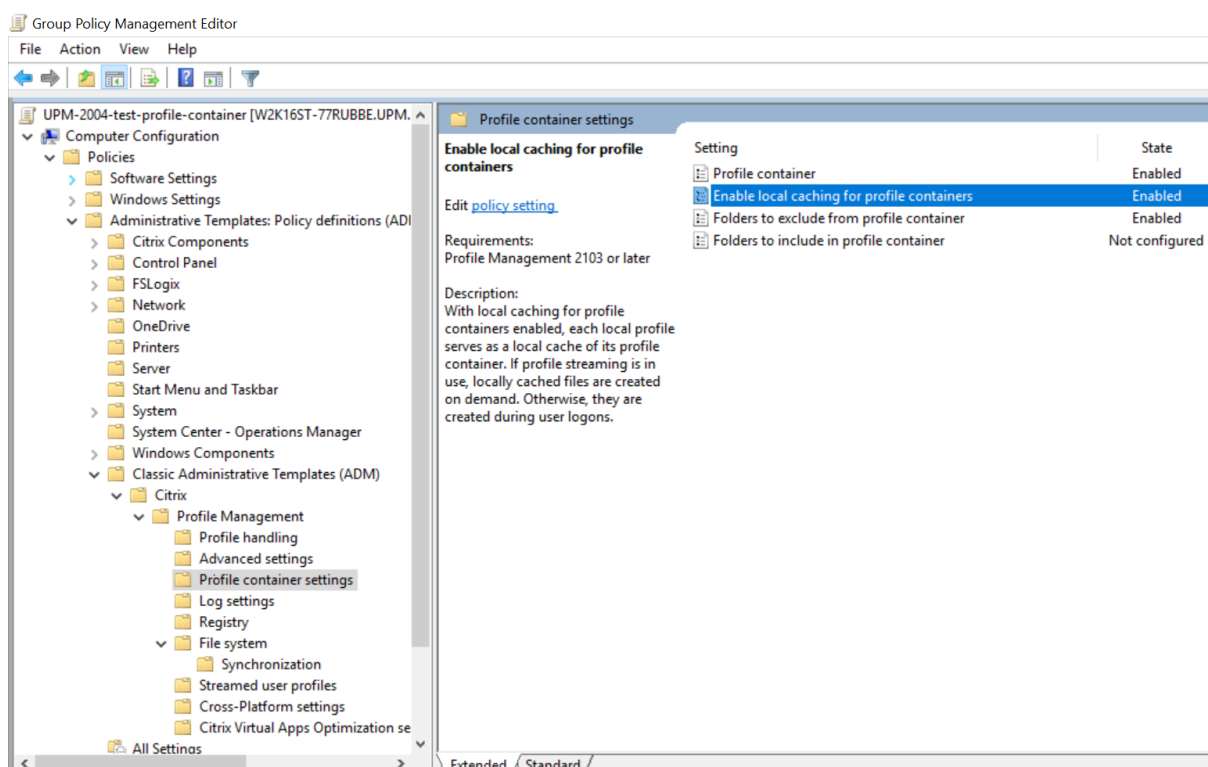 Group Policy Management Editor
File Action View Help
UPM-2004-test-profile-container [W2K16ST-77RUBBE.UPM.
Computer Configuration
Policies
Software Settings
Windows Settings
Administrative Templates: Policy definitions (ADI
Citrix Components
Control Panel
FSLogix
Network
OneDrive
Printers
Server
Start Menu and Taskbar
System
System Center - Operations Manager
Windows Components
Classic Administrative Templates (ADM)
Citrix
Profile Management
Profile handling
Advanced settings
Profile container settings
Log settings
Registry
File system
Synchronization
Streamed user profiles
Cross-Platform settings
Citrix Virtual Apps Optimization se
All Settings
Profile container settings
Enable local caching for profile
containers
Edit policy setting
Requirements:
Profile Management 2103 or later
Description:
With local caching for profile
containers enabled, each local profile
serves as a local cache of its profile
container. If profile streaming is in
use, locally cached files are created
on demand. Otherwise, they are
created during user logons.
Setting State
Profile container Enabled
Enable local caching for profile containers Enabled
Folders to exclude from profile container Enabled
Folders to include in profile container Not configured
Extended Standard